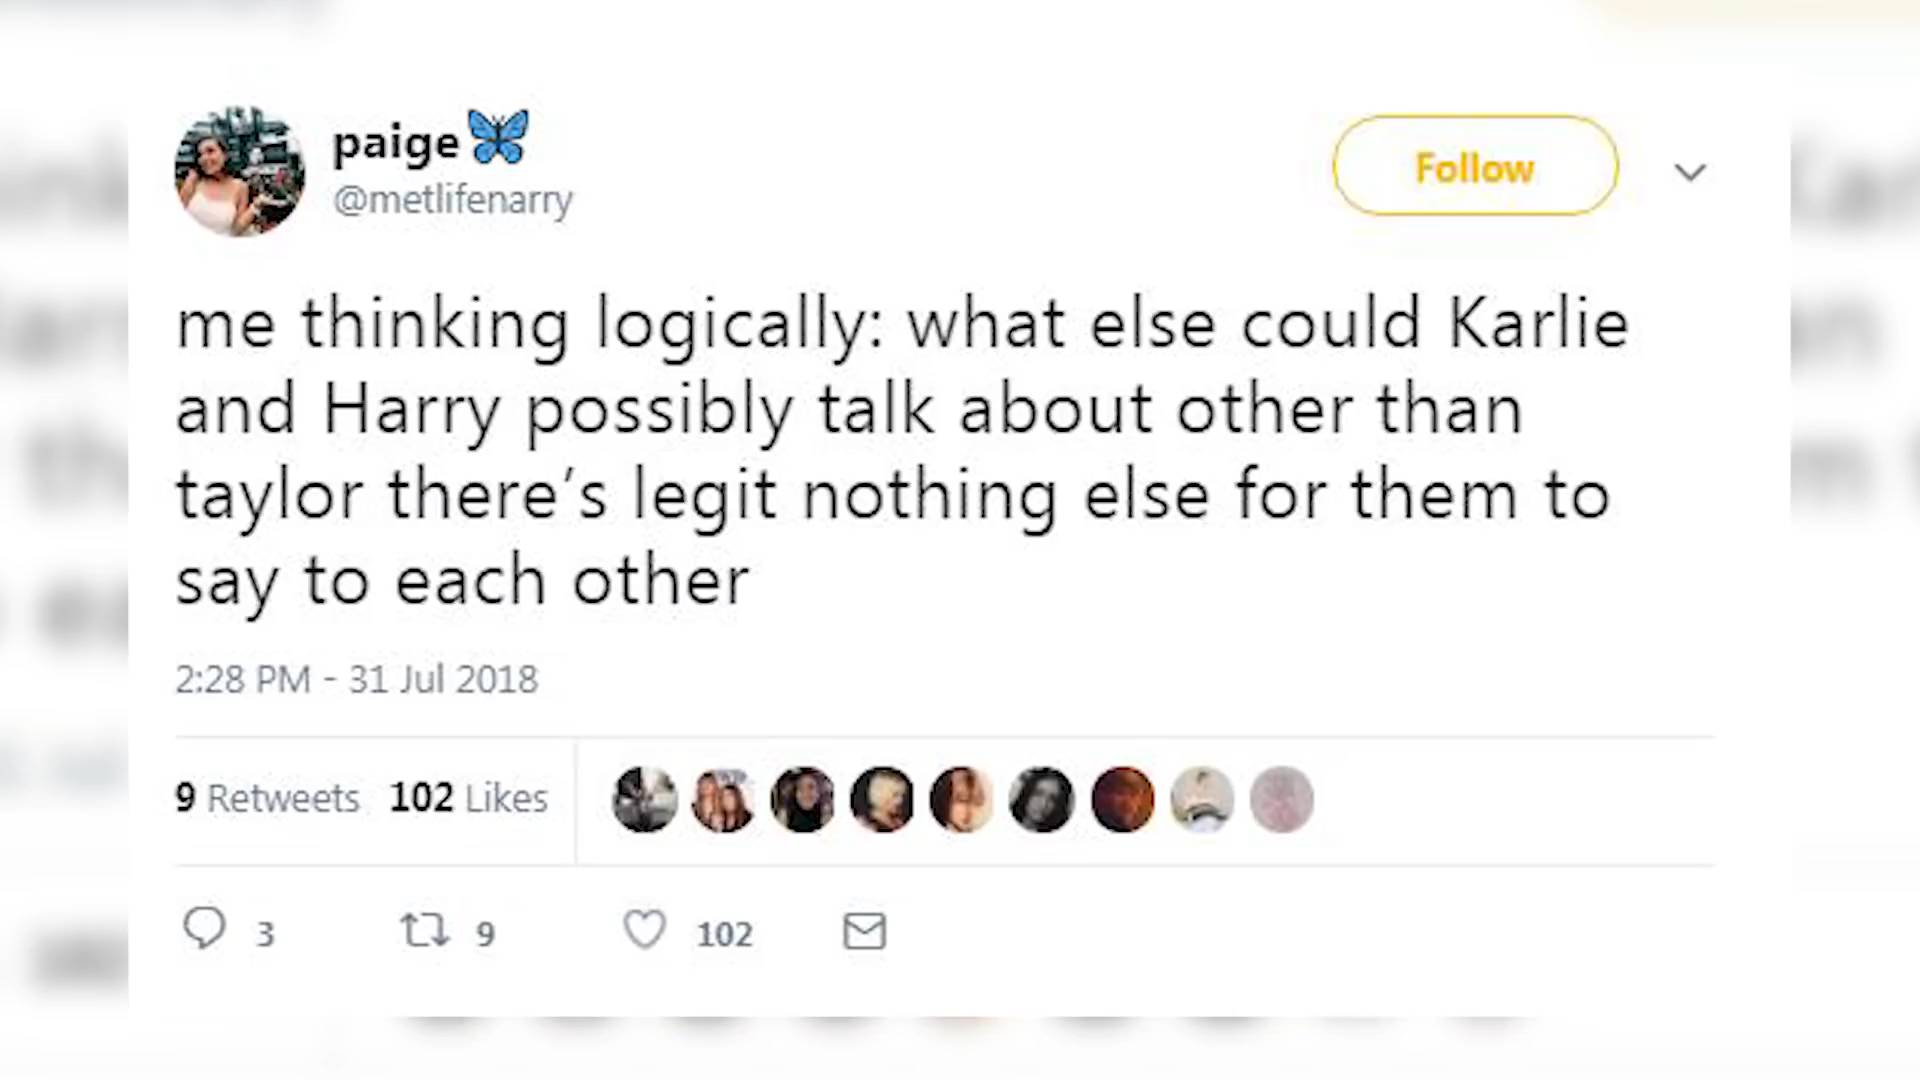 paige🦋
@metlifenarry
Follow
me thinking logically: what else could Karlie
and Harry possibly talk about other than
taylor there’s legit nothing else for them to
say to each other
2:28 PM - 31 Jul 2018
9 Retweets 102 Likes
3 9 102